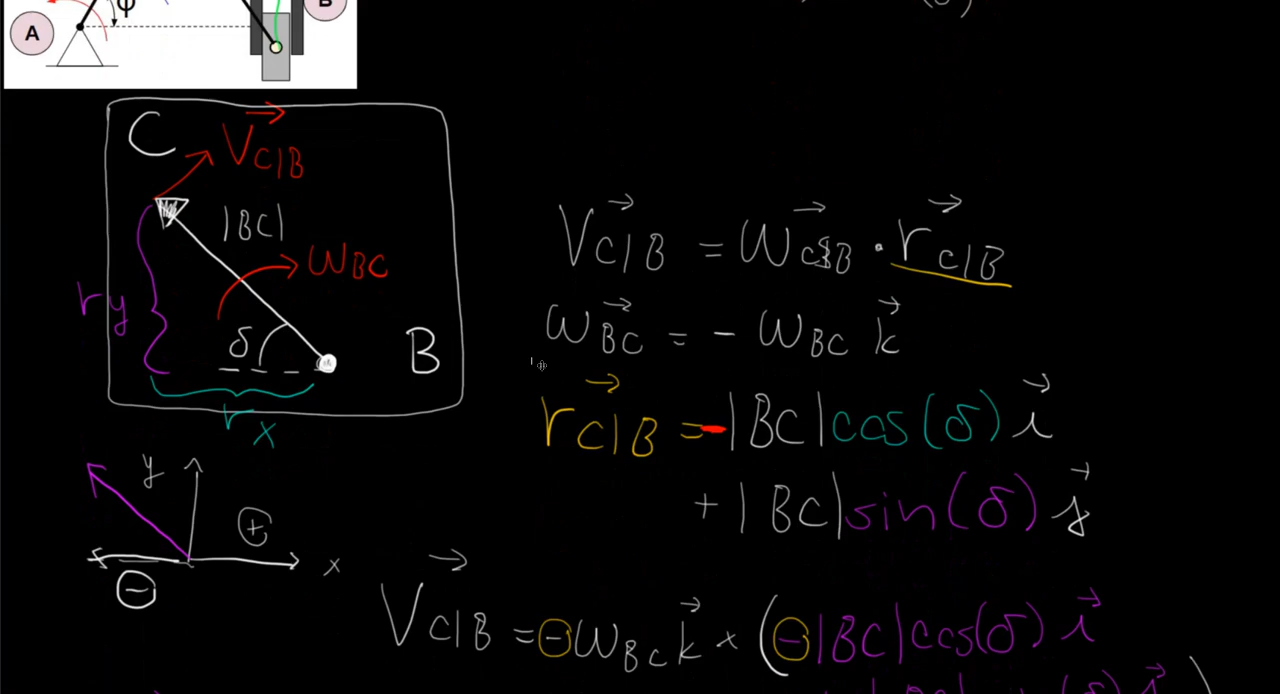 A
φ
B
C
V⃗C|B
|BC|
ωBC
ry
δ
B
rx
y
⊕
x
⊖
V⃗C|B = ω⃗C|B · r⃗C|B
ω⃗BC = - ωBC k⃗
r⃗C|B = -|BC|cos(δ) i⃗
+ |BC|sin(δ) j⃗
V⃗C|B = ⊖ωBC k⃗ × (⊖|BC|cos(δ) i⃗